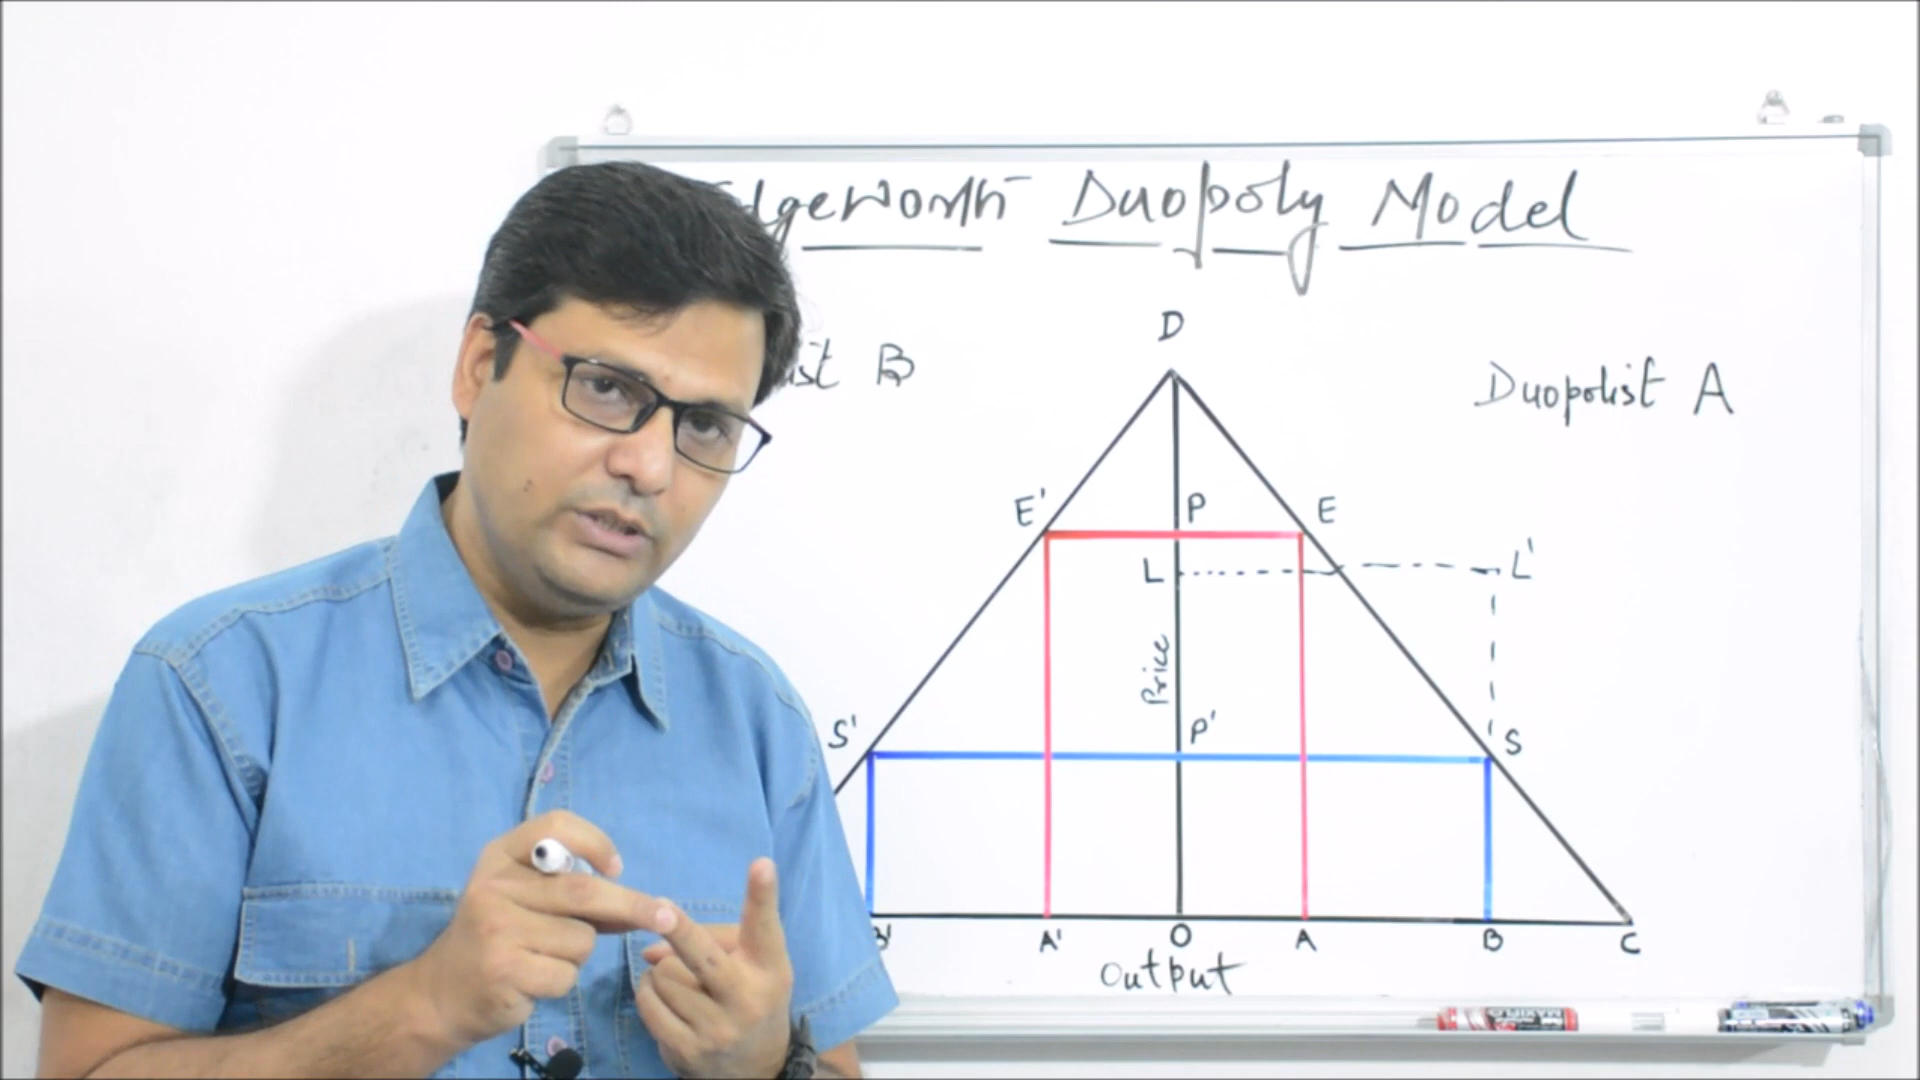 Duopoly Model
B
Duopolist A
D
E' P E
L L'
Price
S' P' S
A' O A B C
Output